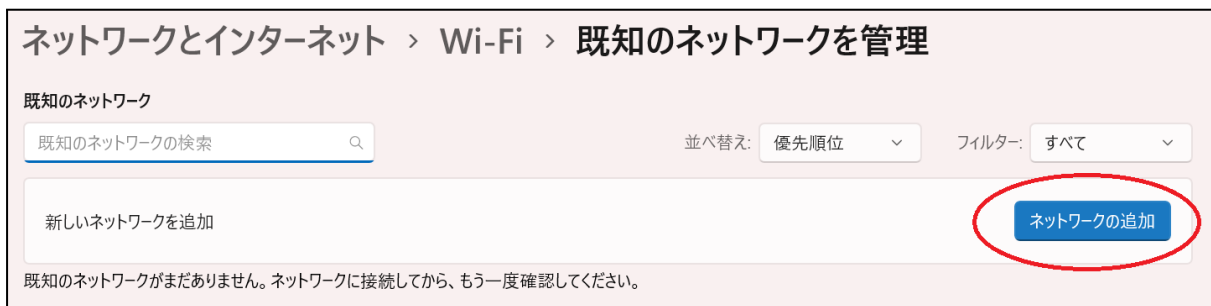 ネットワークとインターネット › Wi-Fi › 既知のネットワークを管理
既知のネットワーク
既知のネットワークの検索
並べ替え: 優先順位
フィルター: すべて
新しいネットワークを追加
ネットワークの追加
既知のネットワークがまだありません。ネットワークに接続してから、もう一度確認してください。